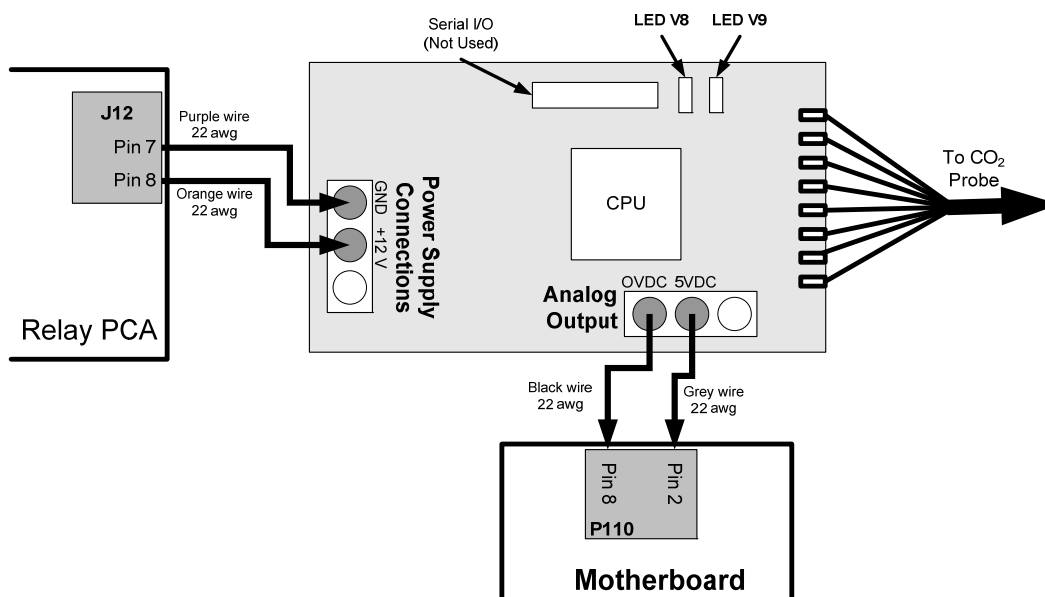 Serial I/O
(Not Used)
LED V8
LED V9
J12
Pin 7
Pin 8
Purple wire
22 awg
Orange wire
22 awg
Relay PCA
GND
+12 V
Power Supply
Connections
CPU
To CO₂
Probe
Analog
Output
OVDC
5VDC
Black wire
22 awg
Grey wire
22 awg
Pin 8
Pin 2
P110
Motherboard